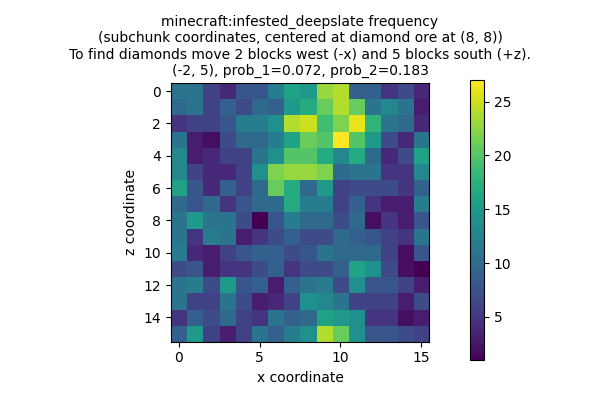 minecraft:infested_deepslate frequency
(subchunk coordinates, centered at diamond ore at (8, 8))
To find diamonds move 2 blocks west (-x) and 5 blocks south (+z).
(-2, 5), prob_1=0.072, prob_2=0.183
0
2
4
6
8
10
12
14
z coordinate
0 5 10 15
x coordinate
25
20
15
10
5